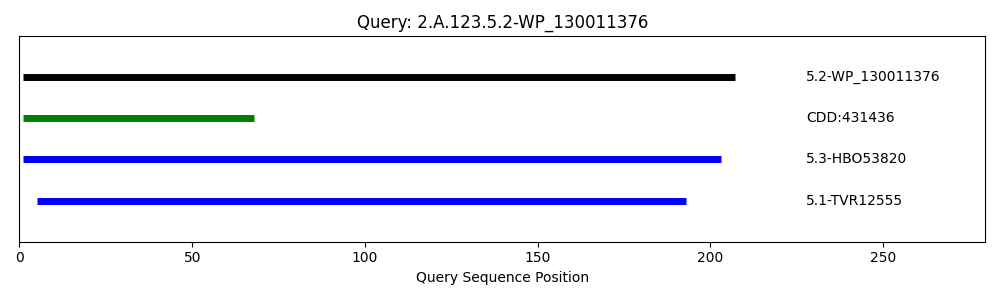 Query: 2.A.123.5.2-WP_130011376
5.2-WP_130011376
CDD:431436
5.3-HBO53820
5.1-TVR12555
0 50 100 150 200 250
Query Sequence Position